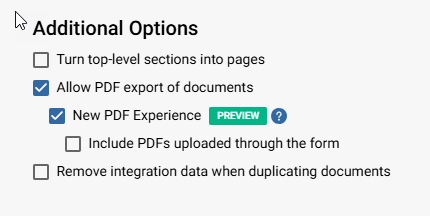 Additional Options
Turn top-level sections into pages
Allow PDF export of documents
New PDF Experience PREVIEW ?
Include PDFs uploaded through the form
Remove integration data when duplicating documents